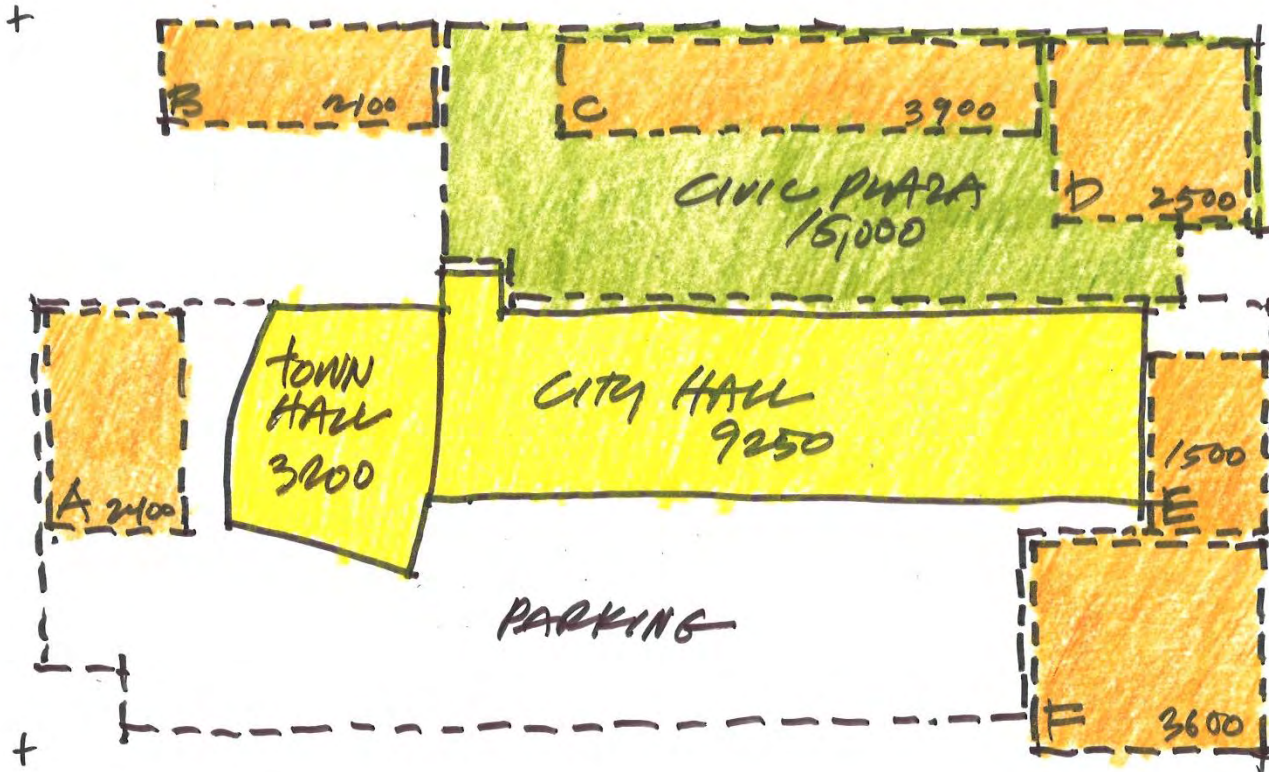 B 2100
C 3900
CIVIC PLAZA
15,000
D 2500
TOWN
HALL
3200
CITY HALL
9250
A 2400
1500
E
PARKING
F 3600